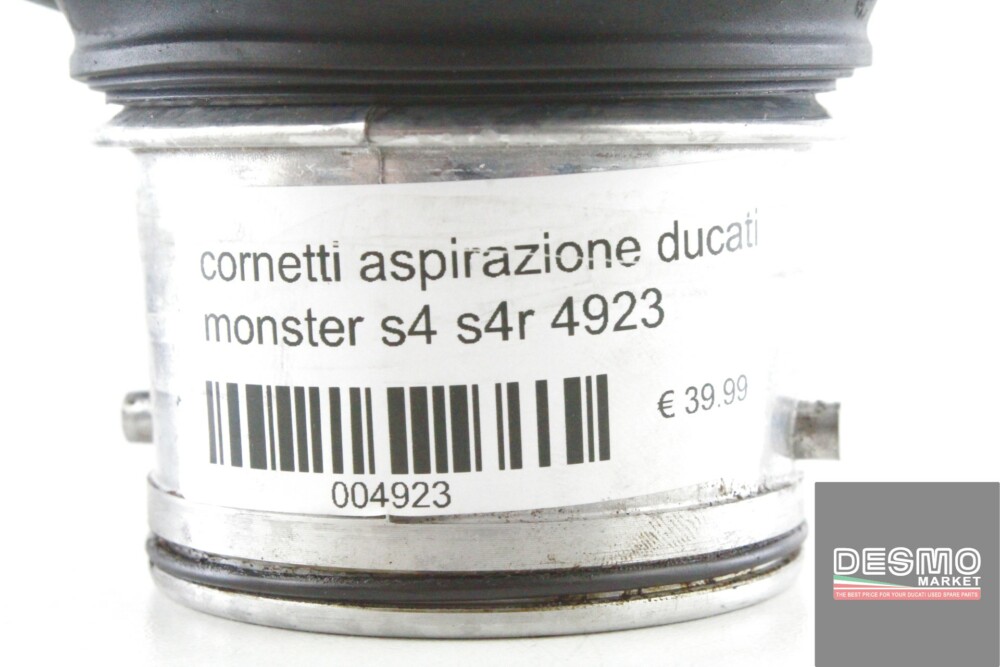 cornetti aspirazione ducati
monster s4 s4r 4923
€ 39.99
004923
DESMO
MARKET
THE BEST PRICE FOR YOUR DUCATI USED SPARE PARTS